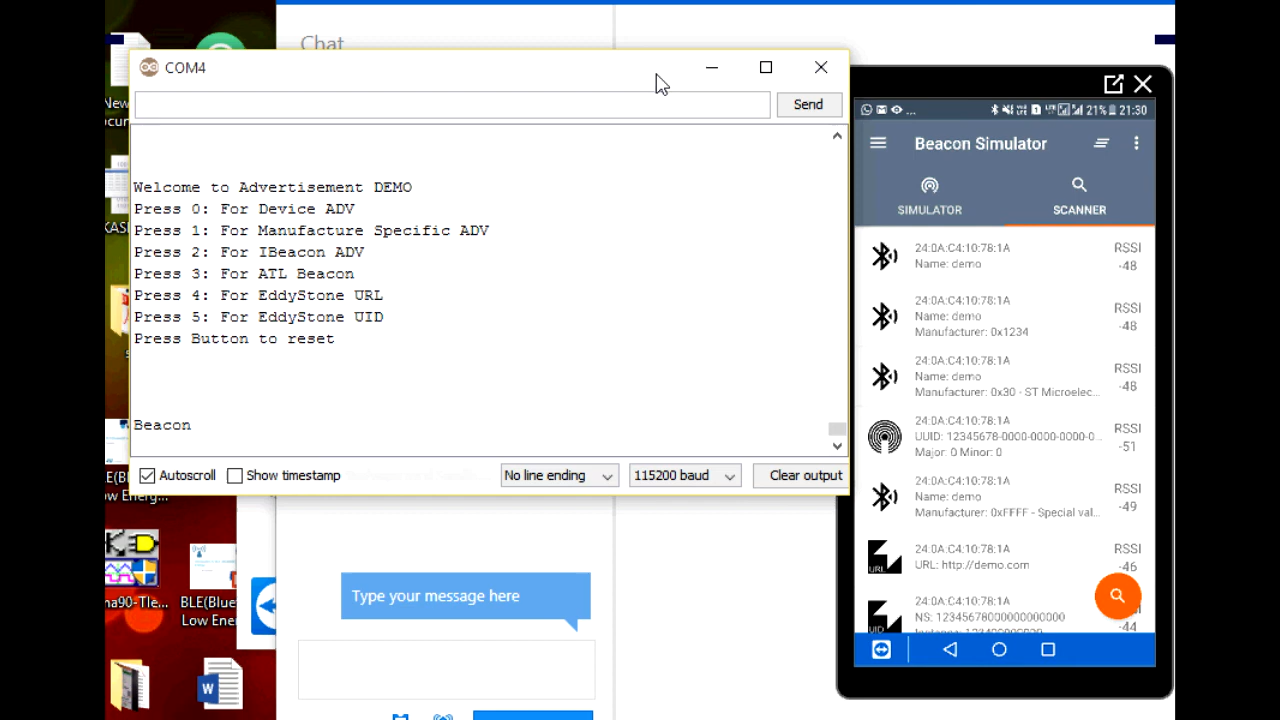 Chat
COM4
Send
Welcome to Advertisement DEMO
Press 0: For Device ADV
Press 1: For Manufacture Specific ADV
Press 2: For IBeacon ADV
Press 3: For ATL Beacon
Press 4: For EddyStone URL
Press 5: For EddyStone UID
Press Button to reset
Beacon
Autoscroll
Show timestamp
No line ending
115200 baud
Clear output
Type your message here
New
BLE(Bluet
Low Ener
21% 21:30
Beacon Simulator
SIMULATOR
SCANNER
24:0A:C4:10:78:1A
Name: demo
RSSI
-48
24:0A:C4:10:78:1A
Name: demo
Manufacturer: 0x1234
RSSI
-48
24:0A:C4:10:78:1A
Name: demo
Manufacturer: 0x30 - ST Microelec...
RSSI
-48
24:0A:C4:10:78:1A
UUID: 12345678-0000-0000-0000-0...
Major: 0 Minor: 0
RSSI
-51
24:0A:C4:10:78:1A
Name: demo
Manufacturer: 0xFFFF - Special val...
RSSI
-49
URL
24:0A:C4:10:78:1A
URL: http://demo.com
RSSI
-46
UID
24:0A:C4:10:78:1A
NS: 12345678000000000000
-44